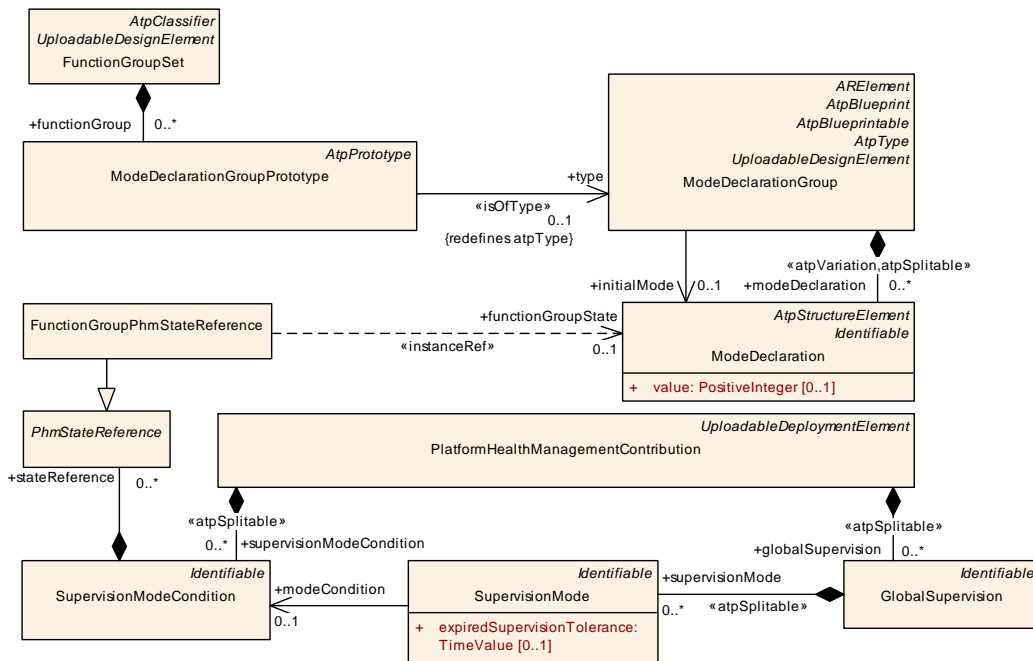 AtpClassifier
UploadableDesignElement
FunctionGroupSet
+functionGroup
0..*
AtpPrototype
ModeDeclarationGroupPrototype
+type
«isOfType»
0..1
{redefines atpType}
ARElement
AtpBlueprint
AtpBlueprintable
AtpType
UploadableDesignElement
ModeDeclarationGroup
«atpVariation,atpSplitable»
+initialMode
0..1
+modeDeclaration
0..*
FunctionGroupPhmStateReference
+functionGroupState
«instanceRef»
0..1
AtpStructureElement
Identifiable
ModeDeclaration
+ value: PositiveInteger [0..1]
PhmStateReference
+stateReference
0..*
UploadableDeploymentElement
PlatformHealthManagementContribution
«atpSplitable»
0..*
+supervisionModeCondition
«atpSplitable»
+globalSupervision
0..*
Identifiable
SupervisionModeCondition
+modeCondition
0..1
Identifiable
SupervisionMode
+ expiredSupervisionTolerance:
TimeValue [0..1]
+supervisionMode
0..*
«atpSplitable»
Identifiable
GlobalSupervision